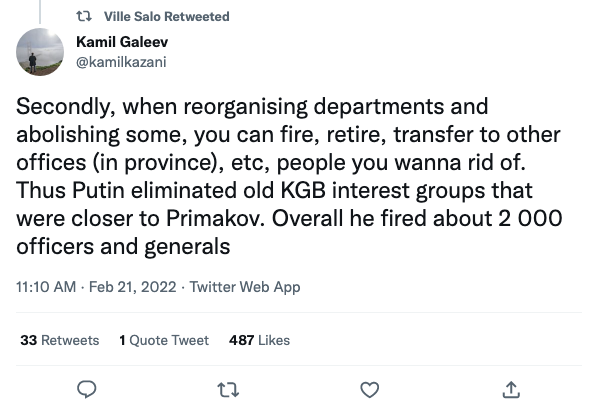 Ville Salo Retweeted
Kamil Galeev
@kamilkazani
Secondly, when reorganising departments and
abolishing some, you can fire, retire, transfer to other
offices (in province), etc, people you wanna rid of.
Thus Putin eliminated old KGB interest groups that
were closer to Primakov. Overall he fired about 2 000
officers and generals
11:10 AM · Feb 21, 2022 · Twitter Web App
33 Retweets 1 Quote Tweet 487 Likes